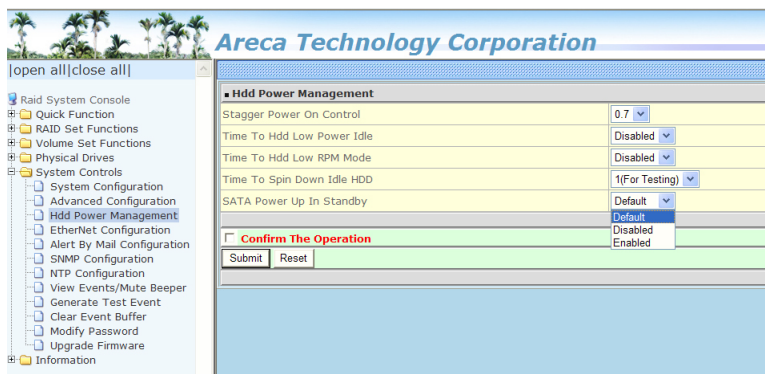 Areca Technology Corporation
|open all|close all|
Raid System Console
Quick Function
RAID Set Functions
Volume Set Functions
Physical Drives
System Controls
System Configuration
Advanced Configuration
Hdd Power Management
EtherNet Configuration
Alert By Mail Configuration
SNMP Configuration
NTP Configuration
View Events/Mute Beeper
Generate Test Event
Clear Event Buffer
Modify Password
Upgrade Firmware
Information
Hdd Power Management
Stagger Power On Control 0.7
Time To Hdd Low Power Idle Disabled
Time To Hdd Low RPM Mode Disabled
Time To Spin Down Idle HDD 1(For Testing)
SATA Power Up In Standby Default
Default
Disabled
Enabled
Confirm The Operation
Submit Reset